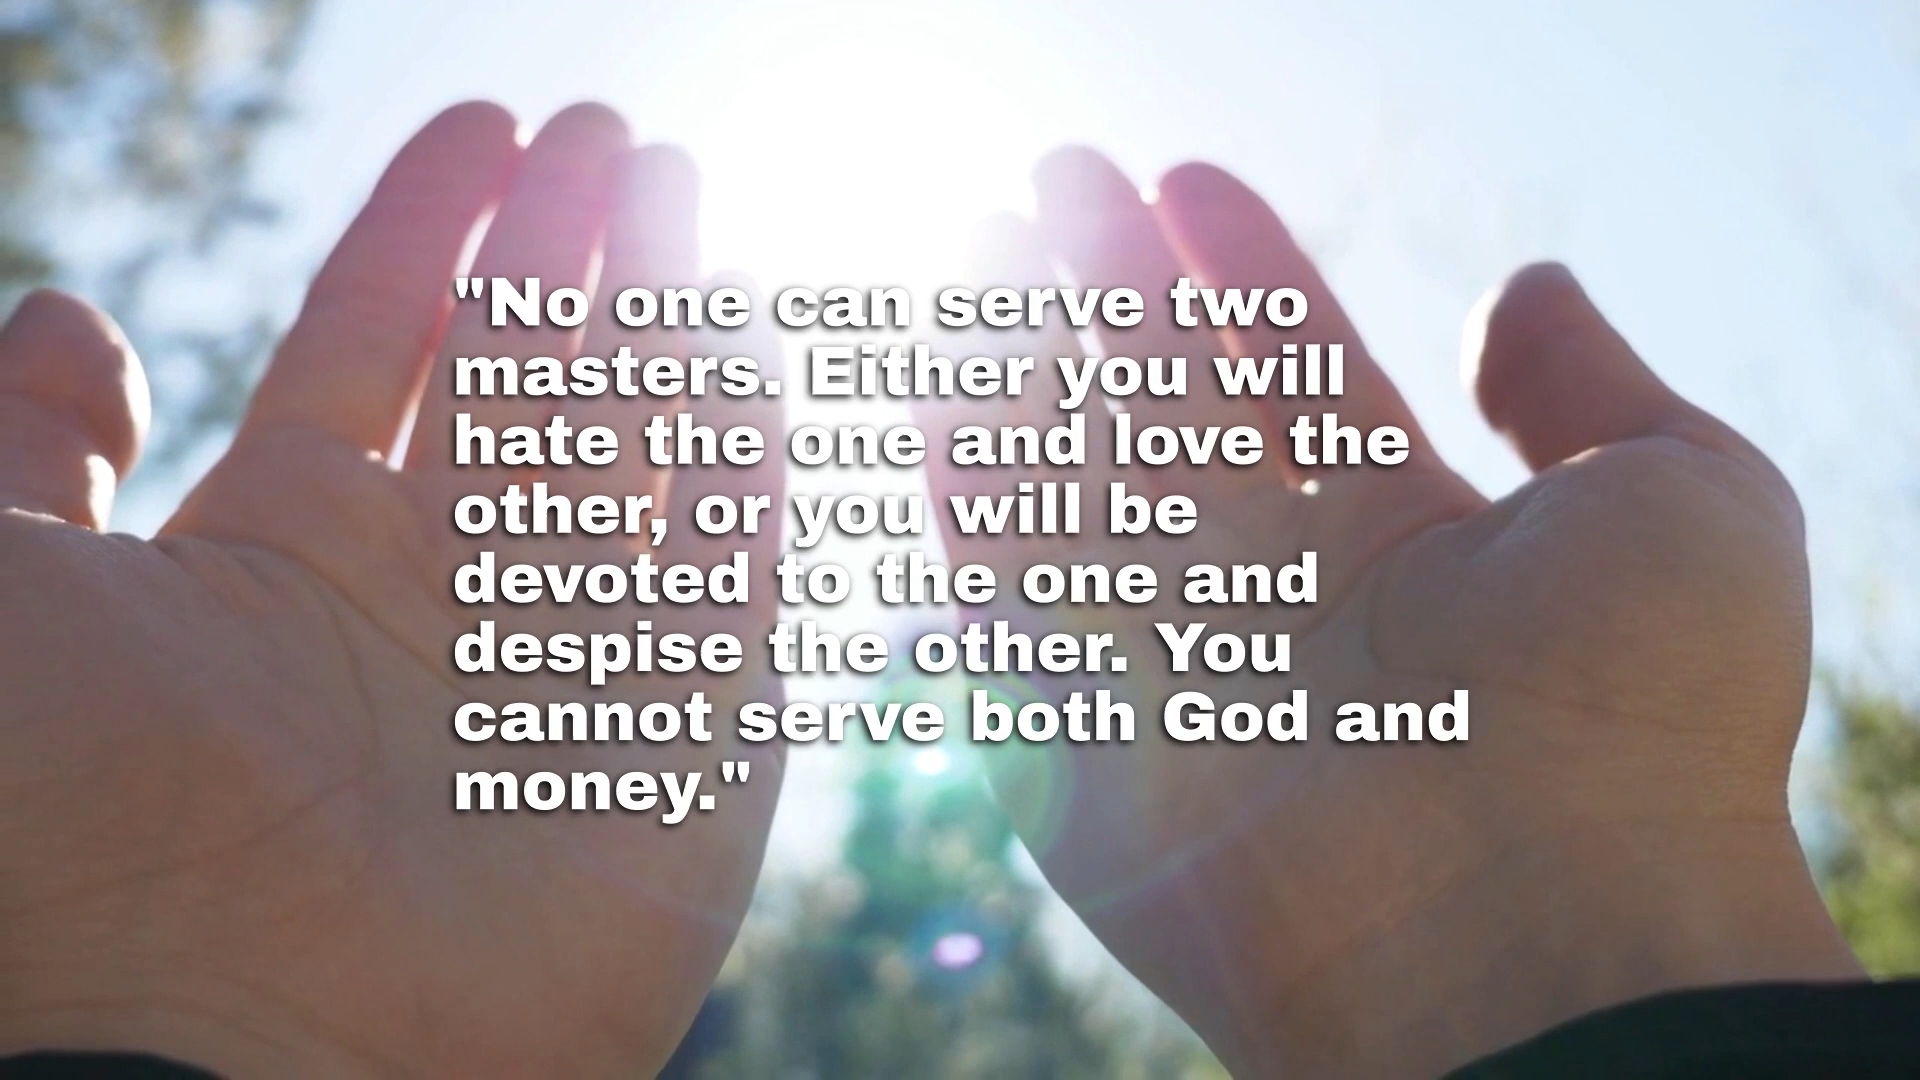 "No one can serve two
masters. Either you will
hate the one and love the
other, or you will be
devoted to the one and
despise the other. You
cannot serve both God and
money."